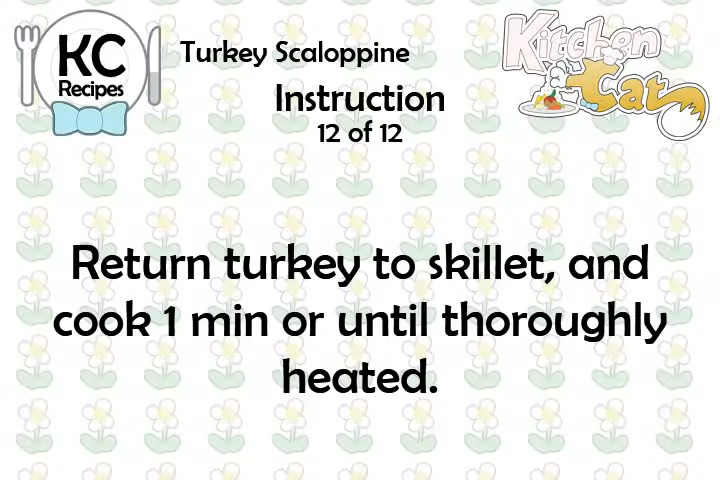 KC
Recipes
Turkey Scaloppine
Kitchen
Cat
Instruction
12 of 12
Return turkey to skillet, and
cook 1 min or until thoroughly
heated.